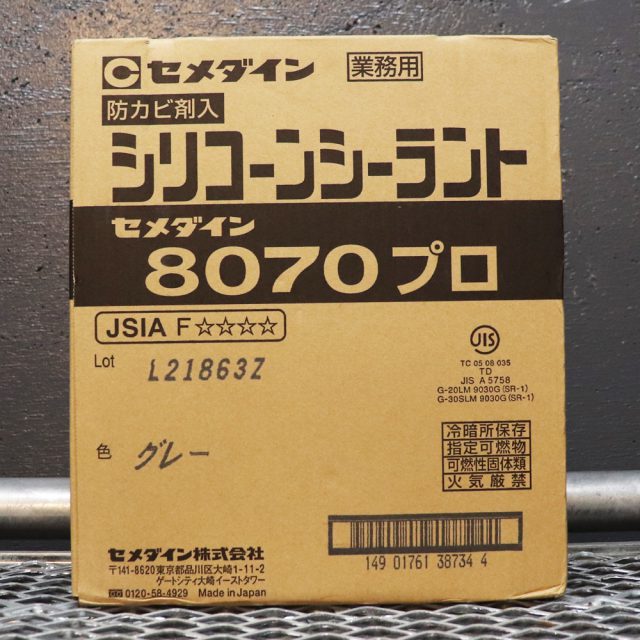 セメダイン 業務用
防カビ剤入
シリコーンシーラント
セメダイン
8070プロ
JSIA F☆☆☆☆
Lot L21863Z
JIS
TC 05 08 035
TD
JIS A 5758
G-20LM 9030G (SR-1)
G-30SLM 9030G (SR-1)
色 グレー
冷暗所保存
指定可燃物
可燃性固体類
火気厳禁
149 01761 38734 4
セメダイン株式会社
〒141-8620東京都品川区大崎1-11-2
ゲートシティ大崎イーストタワー
0120-58-4929 Made in Japan